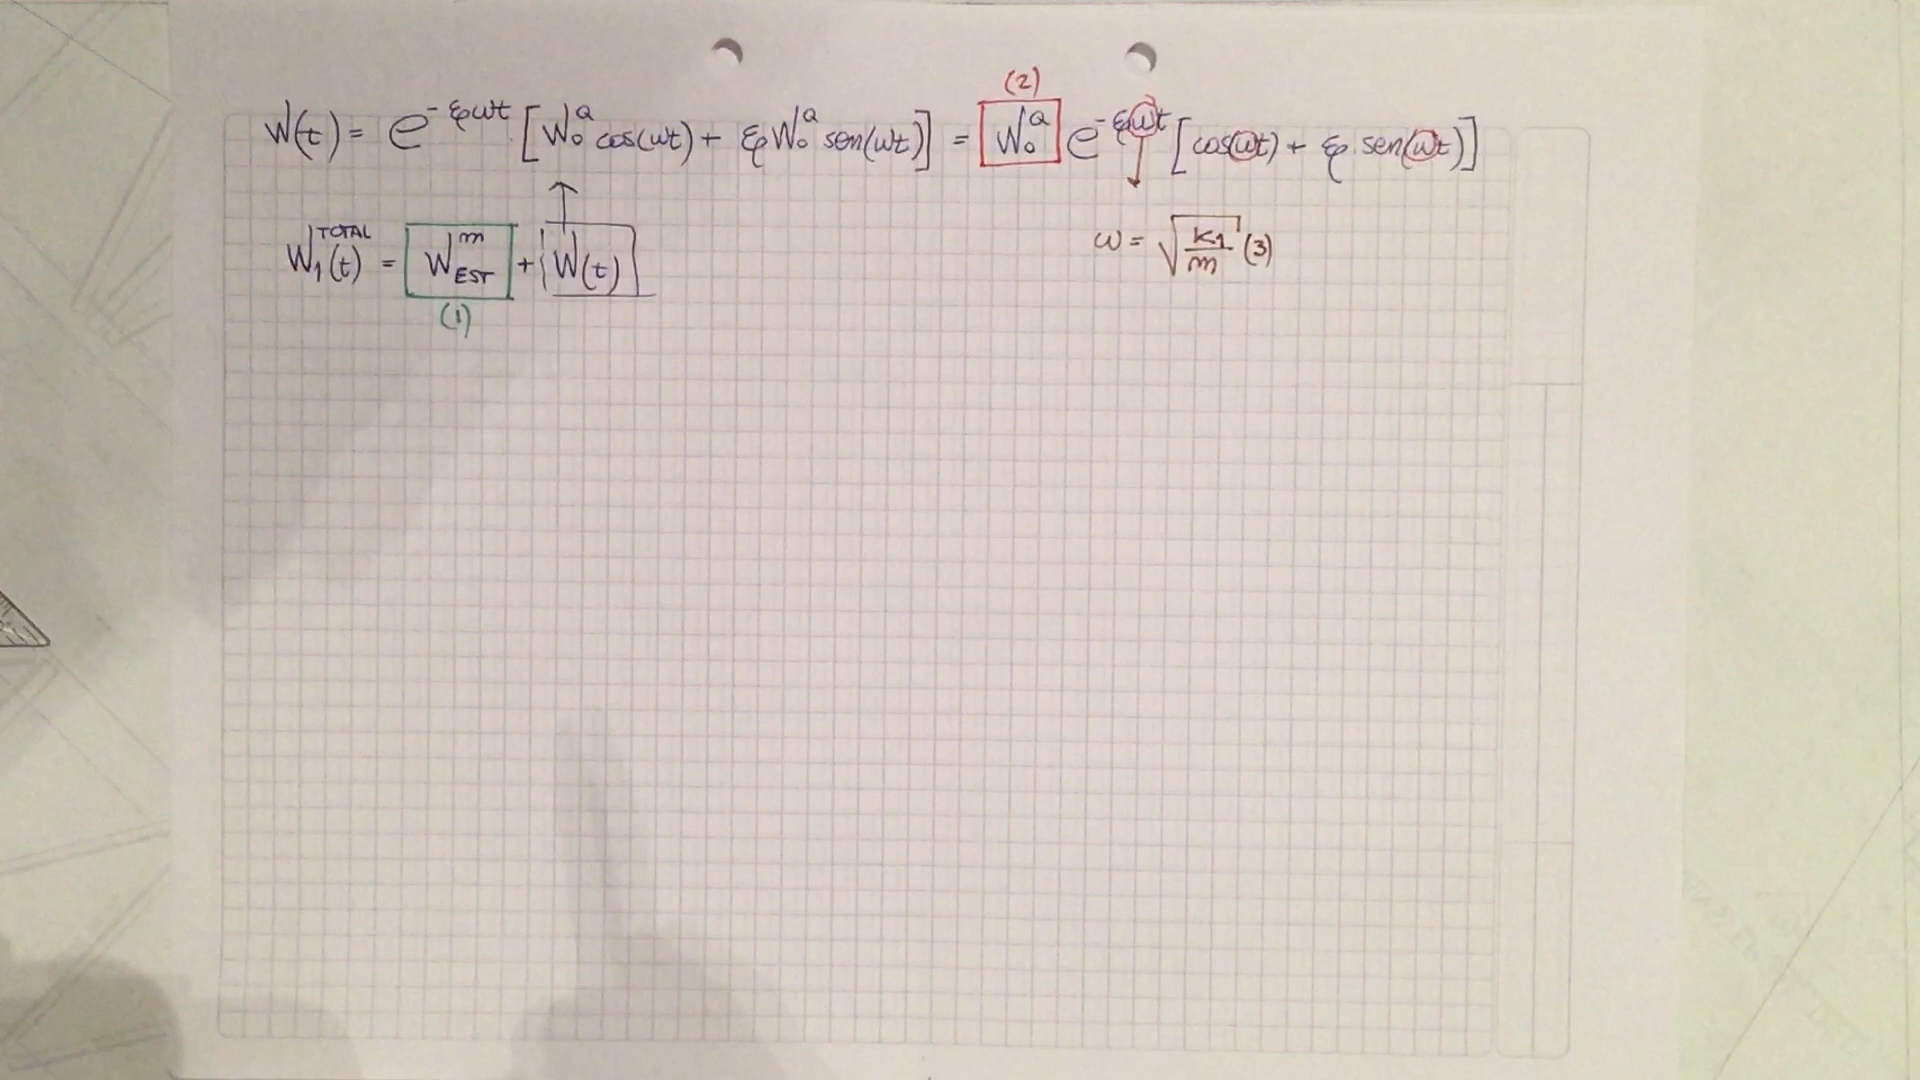 (2)
W(t) = e^{-ξωt} [W₀^a cos(ωt) + ξ W₀^a sen(ωt)] = W₀^a e^{-ξωt} [cos(ωt) + ξ sen(ωt)]
W₁^{TOTAL}(t) = W_{EST}^m + W(t)
ω = √(K₁/m) (3)
(1)